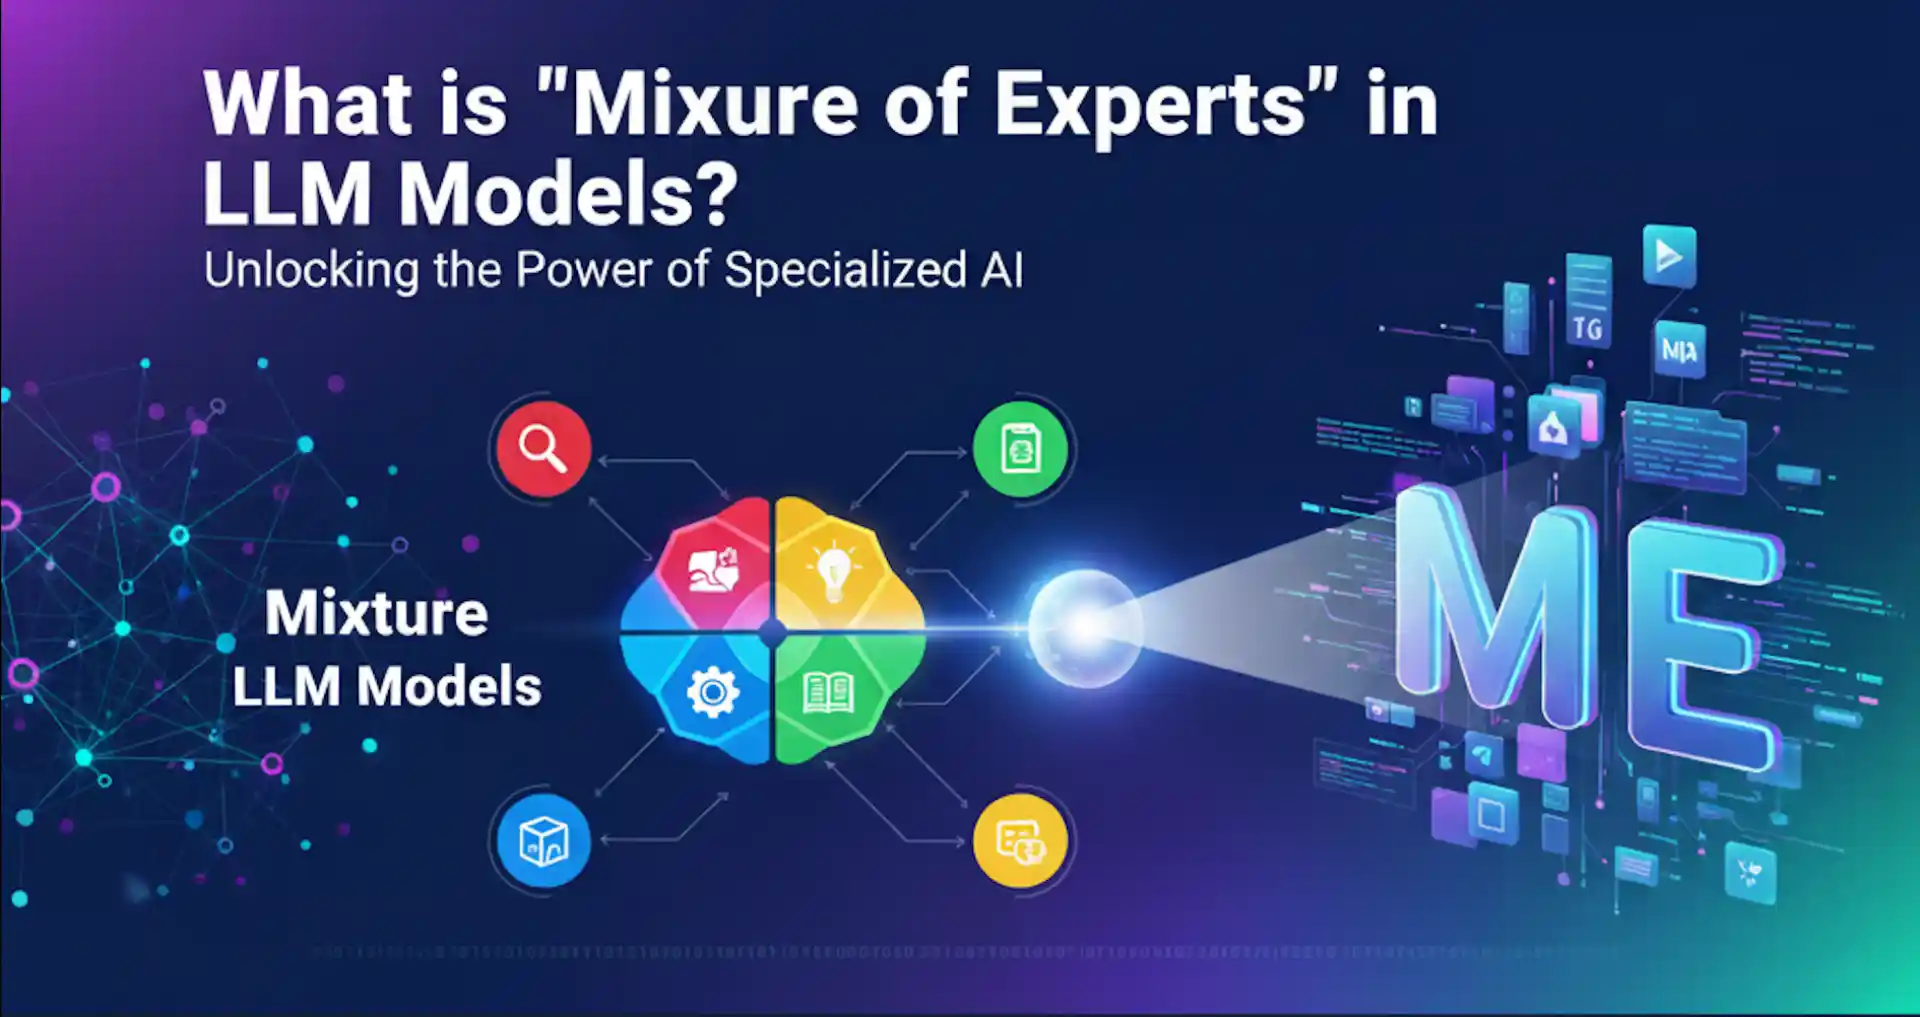 What is "Mixure of Experts" in
LLM Models?
Unlocking the Power of Specialized AI
TG
Mixture
LLM Models
ME